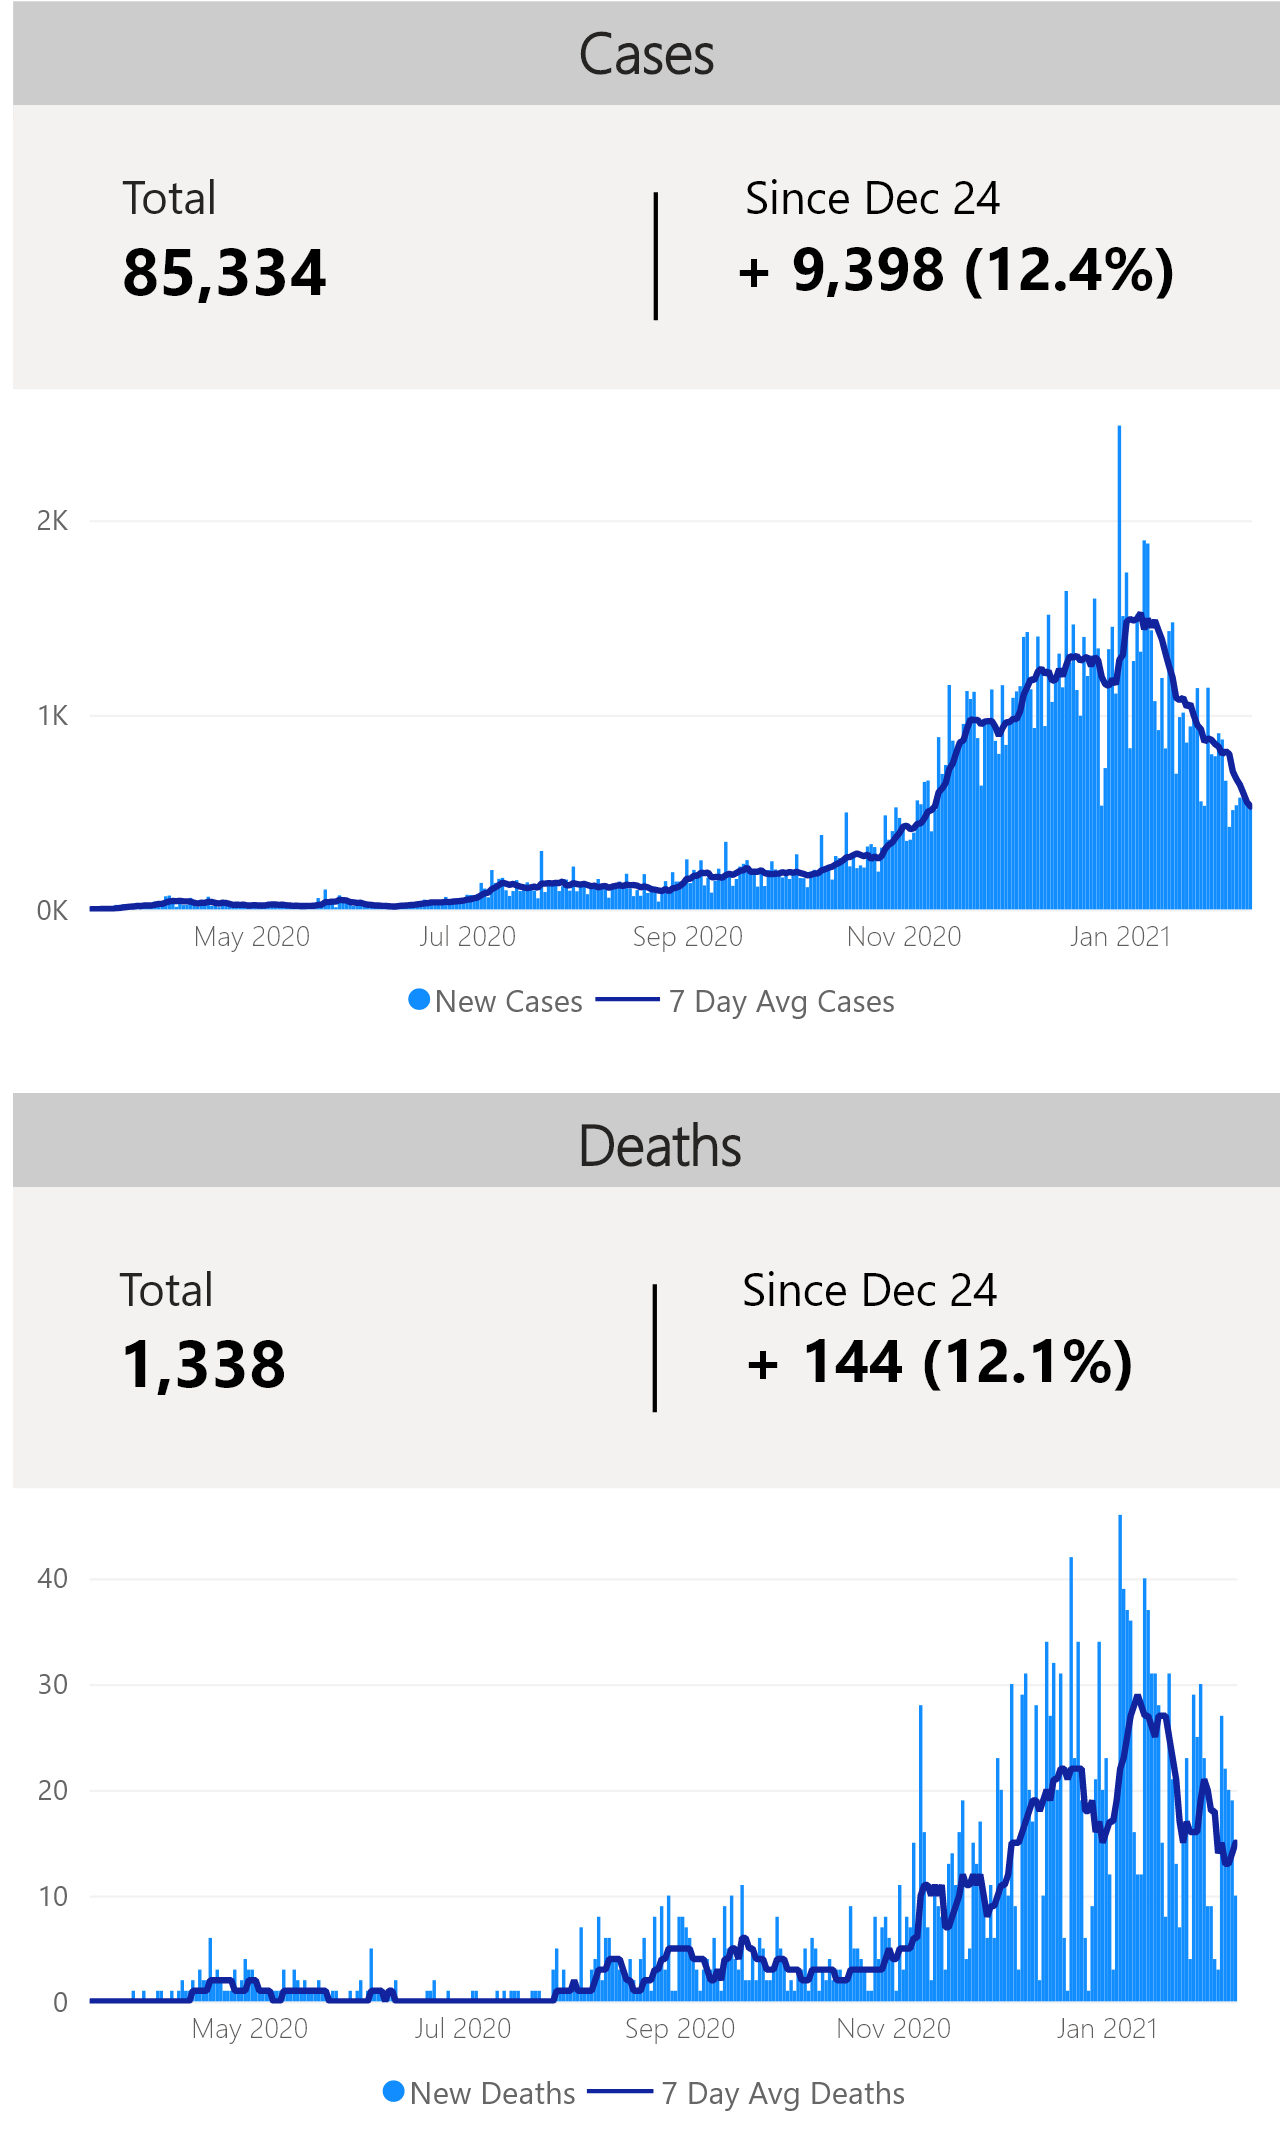 Cases
Total
Since Dec 24
85,334
+ 9,398 (12.4%)
2K
1K
0K
May 2020
Jul 2020
Sep 2020
Nov 2020
Jan 2021
New Cases
7 Day Avg Cases
Deaths
Total
Since Dec 24
1,338
+ 144 (12.1%)
40
30
20
10
0
May 2020
Jul 2020
Sep 2020
Nov 2020
Jan 2021
New Deaths
7 Day Avg Deaths